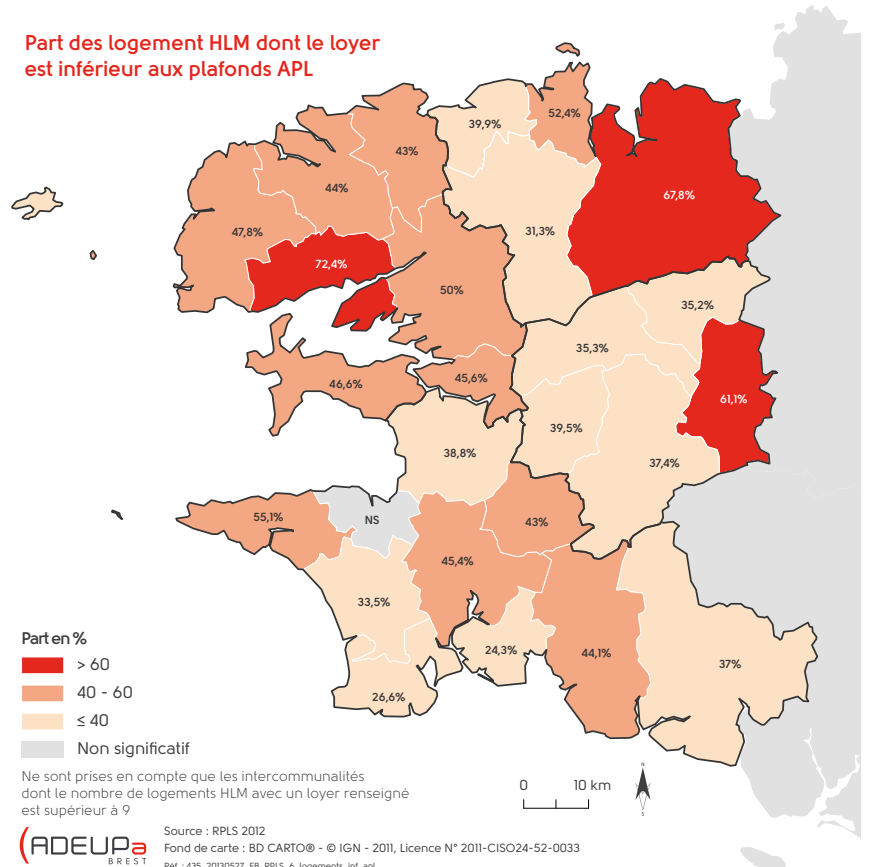 Part des logement HLM dont le loyer
est inférieur aux plafonds APL
39,9%
52,4%
43%
44%
67,8%
47,8%
31,3%
72,4%
50%
35,2%
35,3%
46,6%
45,6%
61,1%
39,5%
38,8%
37,4%
55,1%
NS
43%
45,4%
33,5%
24,3%
44,1%
37%
26,6%
Part en %
> 60
40 - 60
≤ 40
Non significatif
Ne sont prises en compte que les intercommunalités
dont le nombre de logements HLM avec un loyer renseigné
est supérieur à 9
0 10 km
N
S
ADEUPa
BREST
Source : RPLS 2012
Fond de carte : BD CARTO® - © IGN - 2011, Licence N° 2011-CISO24-52-0033
Réf. : 435_20130527_FB_RPLS_6_logements_inf_apl